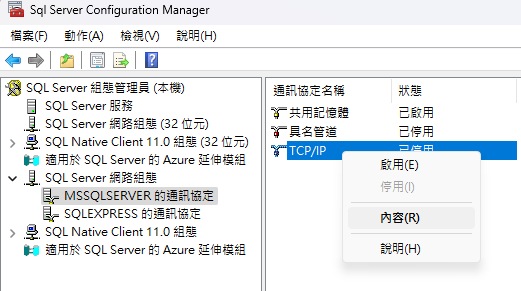 Sql Server Configuration Manager
檔案(F) 動作(A) 檢視(V) 說明(H)
SQL Server 組態管理員 (本機)
SQL Server 服務
SQL Server 網路組態 (32 位元)
SQL Native Client 11.0 組態 (32 位元)
適用於 SQL Server 的 Azure 延伸模組
SQL Server 網路組態
MSSQLSERVER 的通訊協定
SQLEXPRESS 的通訊協定
SQL Native Client 11.0 組態
適用於 SQL Server 的 Azure 延伸模組
通訊協定名稱 狀態
共用記憶體 已啟用
具名管道 已停用
TCP/IP 已停用
啟用(E)
停用(I)
內容(R)
說明(H)